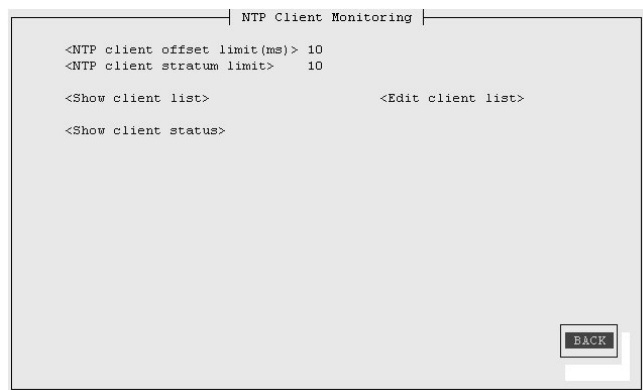 NTP Client Monitoring
<NTP client offset limit(ms)> 10
<NTP client stratum limit> 10
<Show client list> <Edit client list>
<Show client status>
BACK